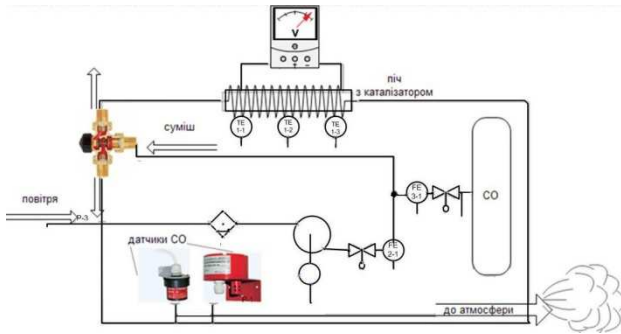 V
піч
з каталізатором
TE
1-1
TE
1-2
TE
1-3
суміш
FE
3-1
CO
повітря
P-3
датчики CO
FE
2-1
до атмосфери